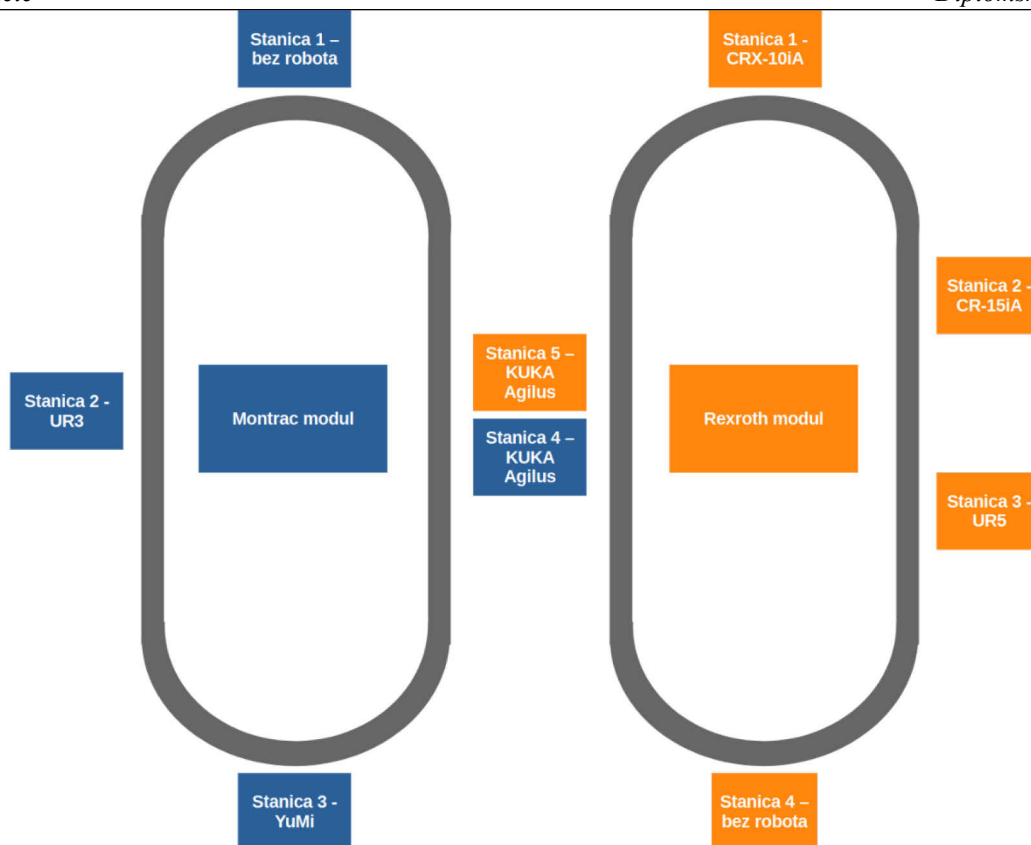 Stanica 1 –
bez robota
Stanica 1 -
CRX-10iA
Stanica 2 -
CR-15iA
Stanica 5 –
KUKA
Agilus
Stanica 2 -
UR3
Montrac modul
Rexroth modul
Stanica 4 –
KUKA
Agilus
Stanica 3 -
UR5
Stanica 3 -
YuMi
Stanica 4 –
bez robota